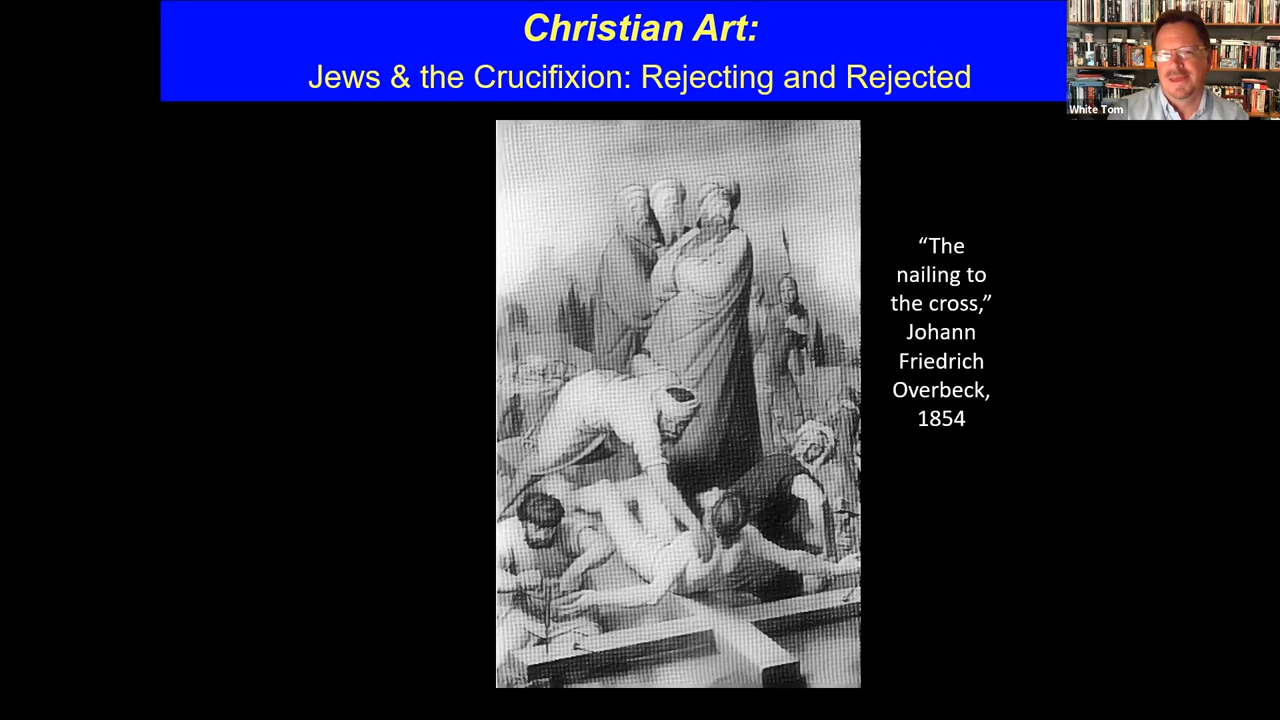 Christian Art:
Jews & the Crucifixion: Rejecting and Rejected
White Tom
“The
nailing to
the cross,”
Johann
Friedrich
Overbeck,
1854